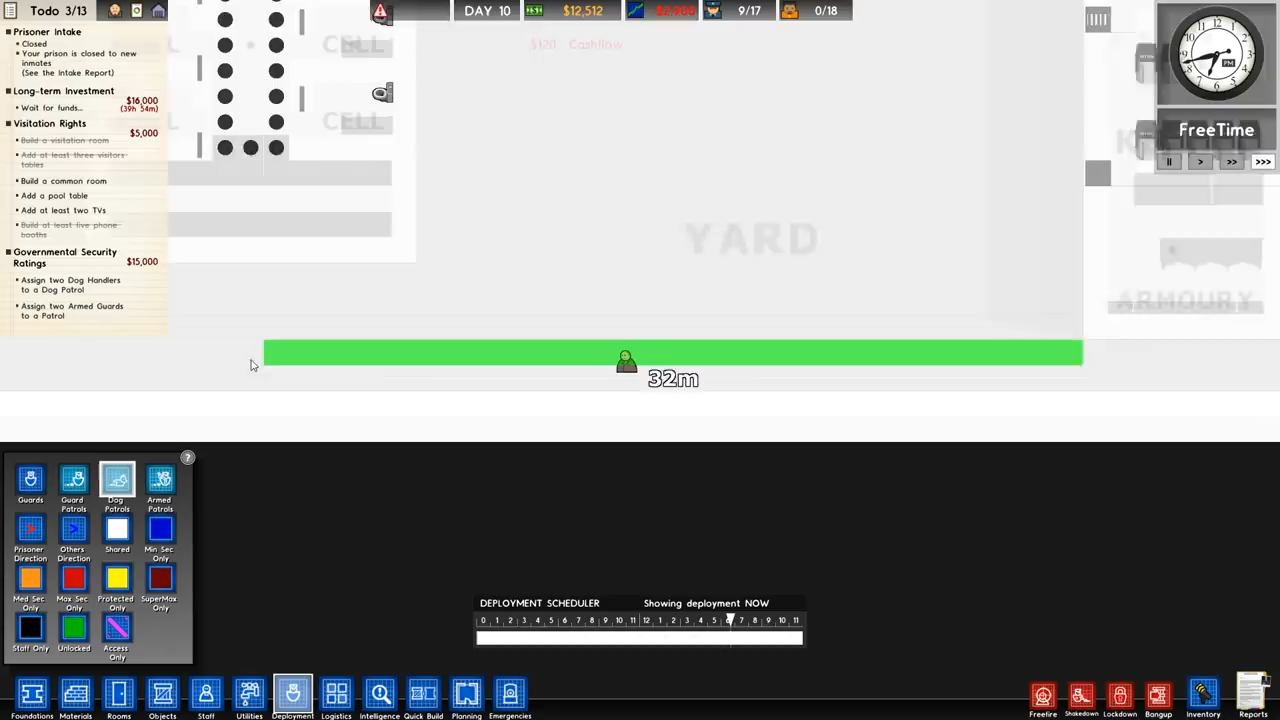 Todo 3/13
DAY 10
$12,512
$2,900
9/17
0/18
Prisoner Intake
Closed
Your prison is closed to new
inmates
(See the Intake Report)
Long-term Investment
$16,000
Wait for funds...
(39h 54m)
Visitation Rights
$5,000
Build a visitation room
Add at least three visitors
tables
Build a common room
Add a pool table
Add at least two TVs
Build at least five phone
booths
Governmental Security
Ratings
$15,000
Assign two Dog Handlers
to a Dog Patrol
Assign two Armed Guards
to a Patrol
$120 Cashflow
CELL
CELL
YARD
ARMOURY
PM
FreeTime
32m
Guards
Guard
Patrols
Dog
Patrols
Armed
Patrols
Prisoner
Direction
Others
Direction
Shared
Min Sec
Only
Med Sec
Only
Max Sec
Only
Protected
Only
SuperMax
Only
Staff Only
Unlocked
Access
Only
DEPLOYMENT SCHEDULER
Showing deployment NOW
0 1 2 3 4 5 6 7 8 9 10 11 12 1 2 3 4 5 6 7 8 9 10 11
Foundations
Materials
Rooms
Objects
Staff
Utilities
Deployment
Logistics
Intelligence
Quick Build
Planning
Emergencies
Freefire
Shakedown
Lockdown
Bangup
Inventory
Reports